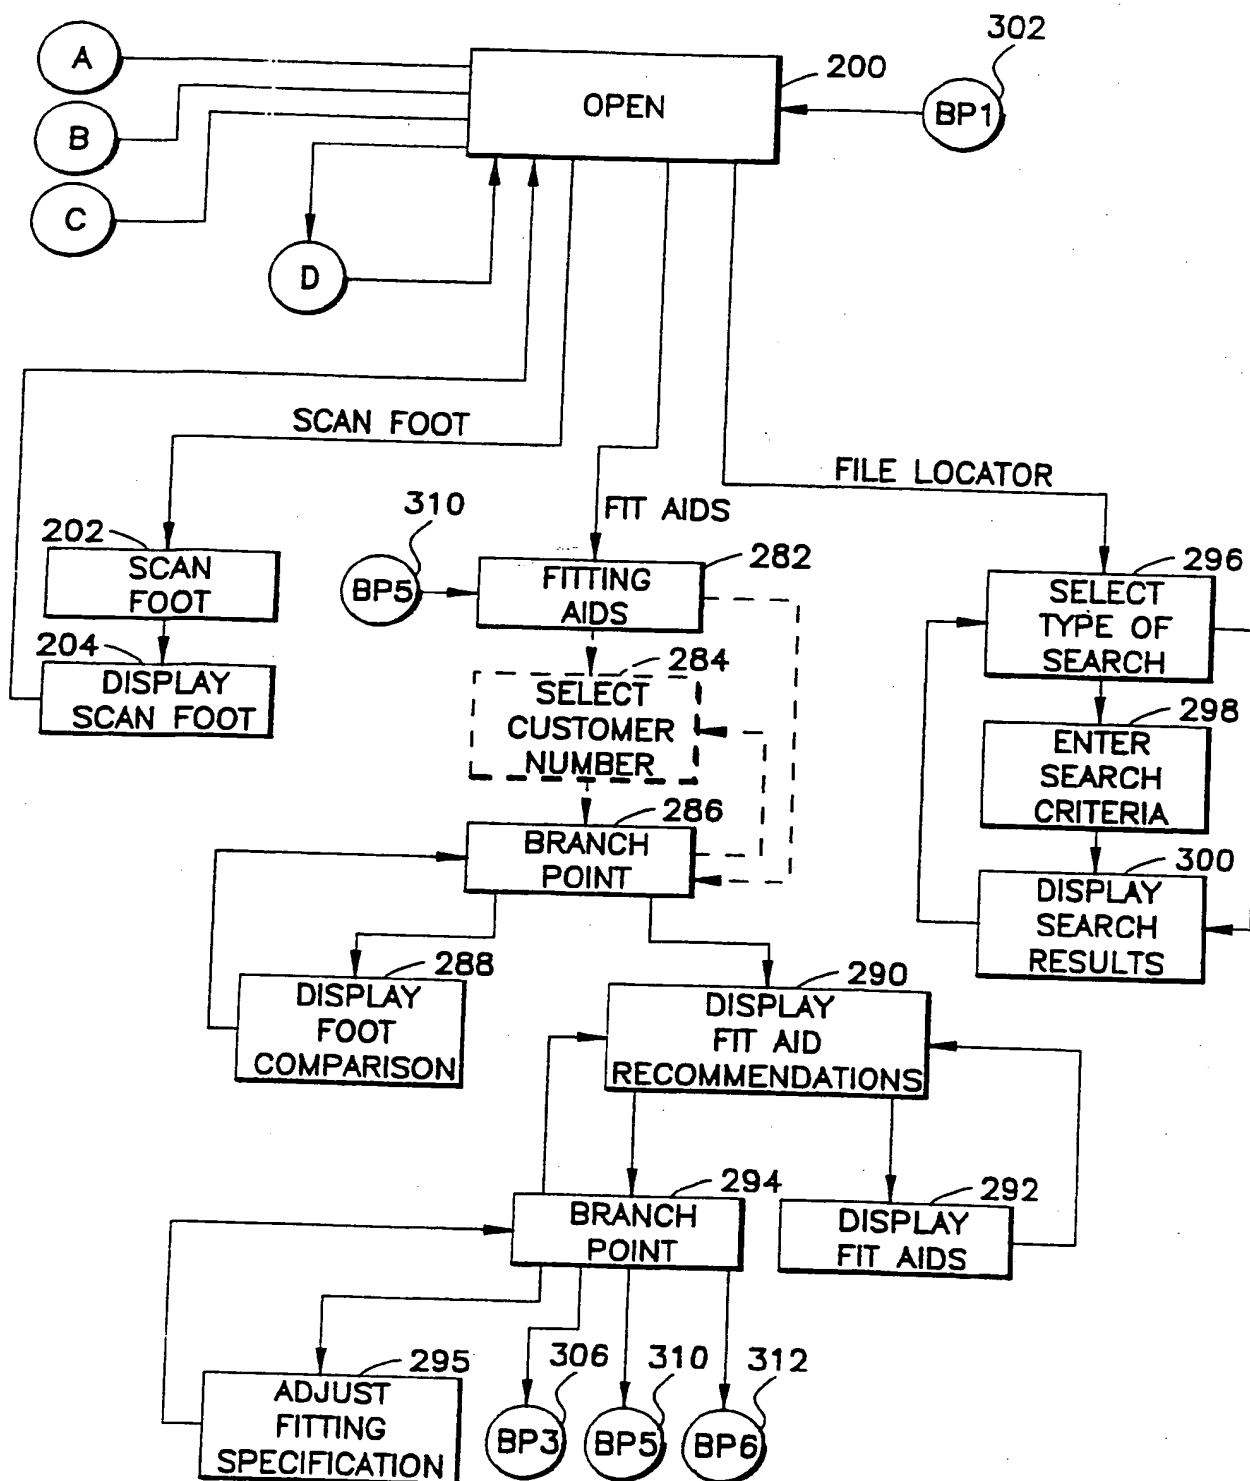 302
A
200
OPEN
BP1
B
C
D
SCAN FOOT
FILE LOCATOR
310
FIT AIDS
202
SCAN
FOOT
BP5
282
FITTING
AIDS
296
SELECT
TYPE OF
SEARCH
204
DISPLAY
SCAN FOOT
284
SELECT
CUSTOMER
NUMBER
298
ENTER
SEARCH
CRITERIA
286
BRANCH
POINT
300
DISPLAY
SEARCH
RESULTS
288
DISPLAY
FOOT
COMPARISON
290
DISPLAY
FIT AID
RECOMMENDATIONS
294
BRANCH
POINT
292
DISPLAY
FIT AIDS
295
ADJUST
FITTING
SPECIFICATION
306
BP3
310
BP5
312
BP6